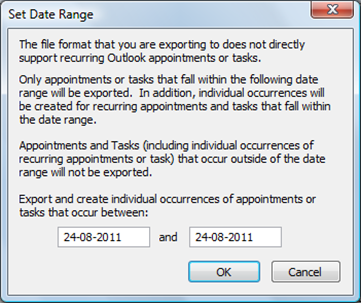 Set Date Range
The file format that you are exporting to does not directly
support recurring Outlook appointments or tasks.
Only appointments or tasks that fall within the following date
range will be exported. In addition, individual occurrences will
be created for recurring appointments and tasks that fall within
the date range.
Appointments and Tasks (including individual occurrences of
recurring appointments or task) that occur outside of the date
range will not be exported.
Export and create individual occurrences of appointments or
tasks that occur between:
24-08-2011 and 24-08-2011
OK Cancel